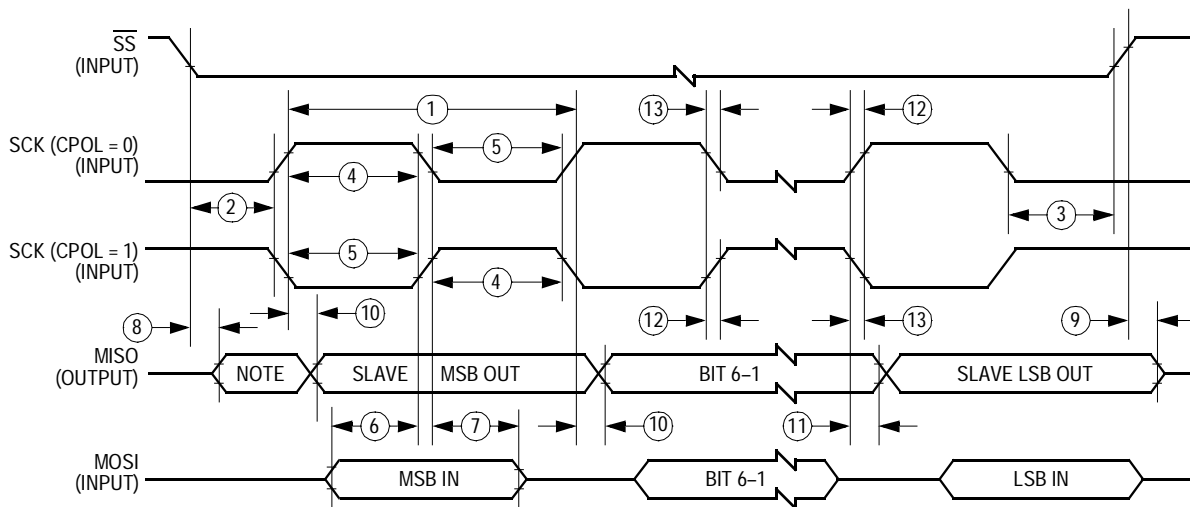 SS
(INPUT)
1
13
12
SCK (CPOL = 0)
(INPUT)
5
4
2
3
SCK (CPOL = 1)
(INPUT)
5
4
8
10
12
13
9
MISO
(OUTPUT)
NOTE
SLAVE MSB OUT
BIT 6–1
SLAVE LSB OUT
6
7
10
11
MOSI
(INPUT)
MSB IN
BIT 6–1
LSB IN